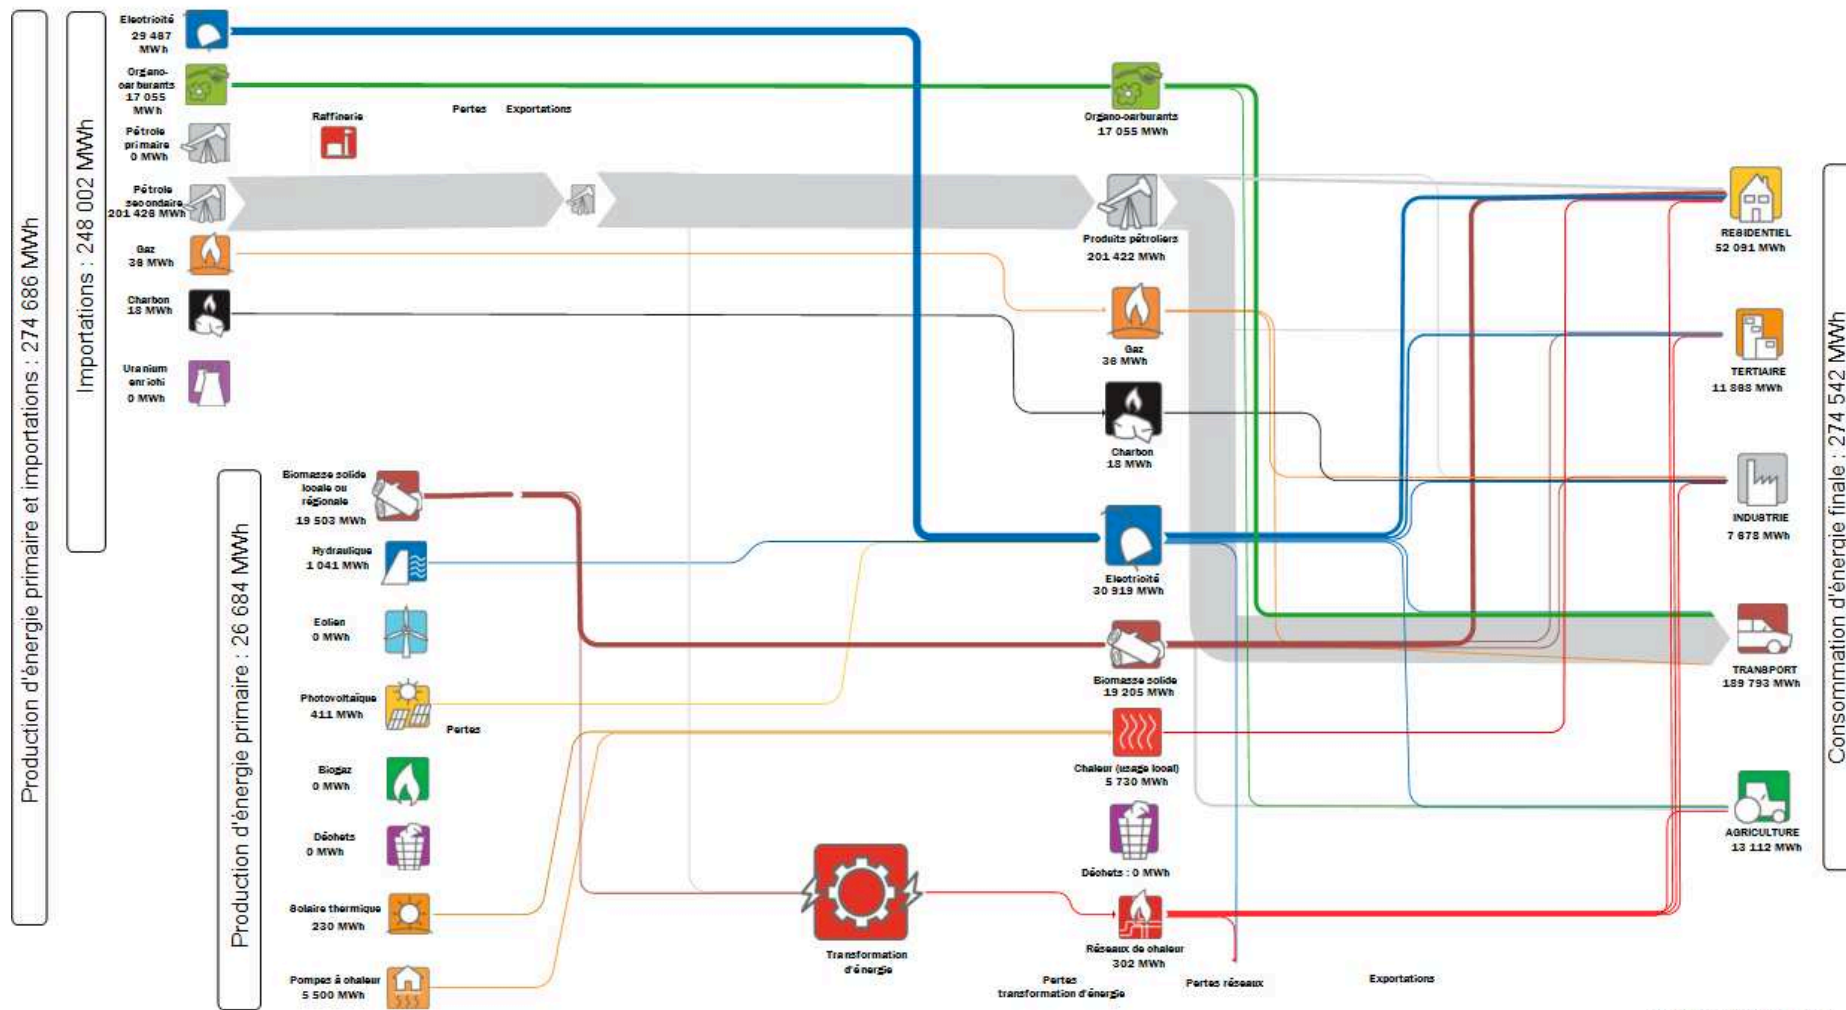 Production d'énergie primaire et importations : 274 686 MWh
Importations : 248 002 MWh
Electricité
29 487
MWh
Organo-
carburants
17 055
MWh
Pétrole
primaire
0 MWh
Pétrole
secondaire
201 426 MWh
Gaz
36 MWh
Charbon
18 MWh
Uranium
enrichi
0 MWh
Raffinerie
Pertes
Exportations
Production d'énergie primaire : 26 684 MWh
Biomasse solide
locale ou
régionale
19 503 MWh
Hydraulique
1 041 MWh
Eolien
0 MWh
Photovoltaïque
411 MWh
Biogaz
0 MWh
Déchets
0 MWh
Solaire thermique
230 MWh
Pompes à chaleur
5 500 MWh
Pertes
Transformation
d'énergie
Organo-carburants
17 055 MWh
Produits pétroliers
201 422 MWh
Gaz
36 MWh
Charbon
18 MWh
Electricité
30 919 MWh
Biomasse solide
19 205 MWh
Chaleur (usage local)
5 730 MWh
Déchets : 0 MWh
Réseaux de chaleur
302 MWh
Pertes
transformation d'énergie
Pertes réseaux
Exportations
RESIDENTIEL
52 091 MWh
TERTIAIRE
11 868 MWh
INDUSTRIE
7 678 MWh
TRANSPORT
189 793 MWh
AGRICULTURE
13 112 MWh
Consommation d'énergie finale : 274 542 MWh